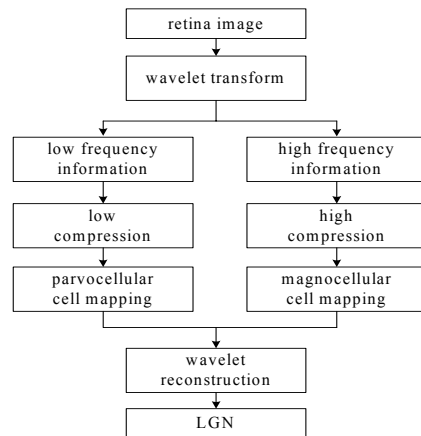 retina image
wavelet transform
low frequency
information
high frequency
information
low
compression
high
compression
parvocellular
cell mapping
magnocellular
cell mapping
wavelet
reconstruction
LGN